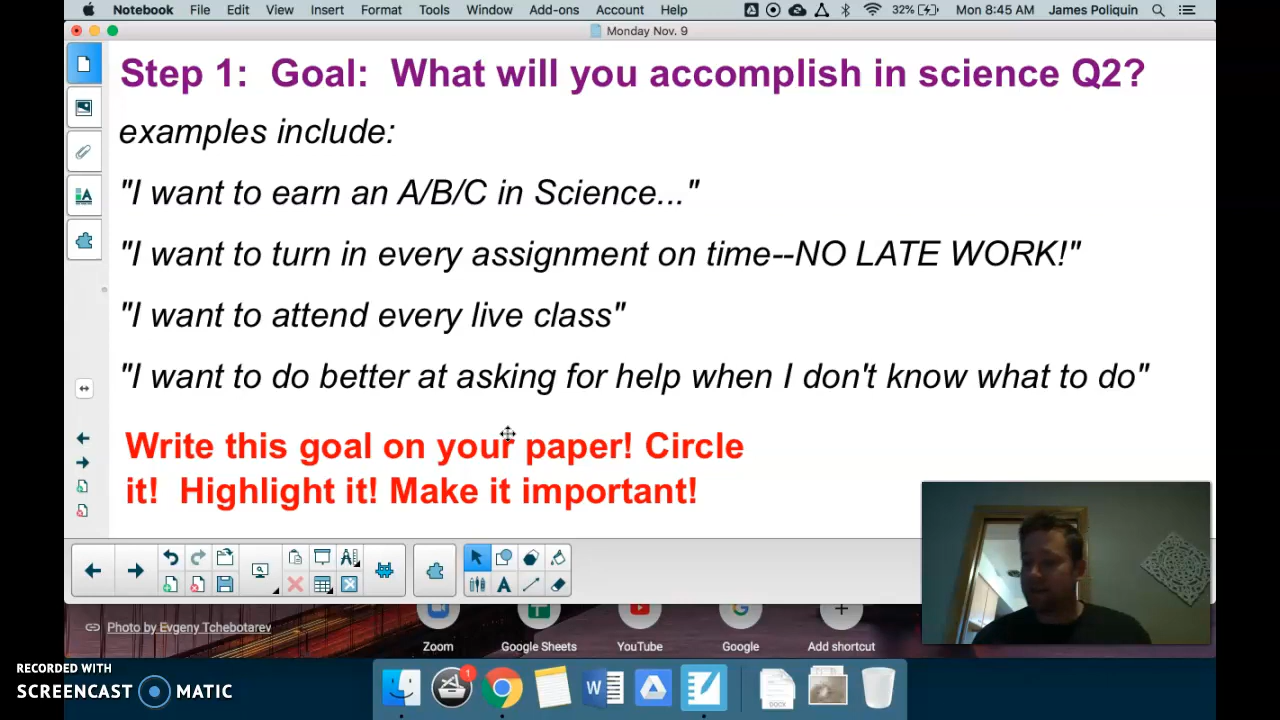 Notebook File Edit View Insert Format Tools Window Add-ons Account Help 32% Mon 8:45 AM James Poliquin
Monday Nov. 9
Step 1: Goal: What will you accomplish in science Q2?
examples include:
"I want to earn an A/B/C in Science..."
"I want to turn in every assignment on time--NO LATE WORK!"
"I want to attend every live class"
"I want to do better at asking for help when I don't know what to do"
Write this goal on your paper! Circle
it! Highlight it! Make it important!
Photo by Evgeny Tchebotarev
Zoom Google Sheets YouTube Google Add shortcut
RECORDED WITH
SCREENCAST MATIC
1
W
DOCX